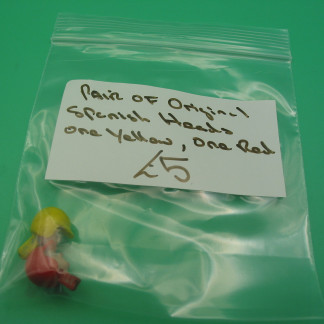 Pair of Original
Spanish Heads
one Yellow, One Red
£5